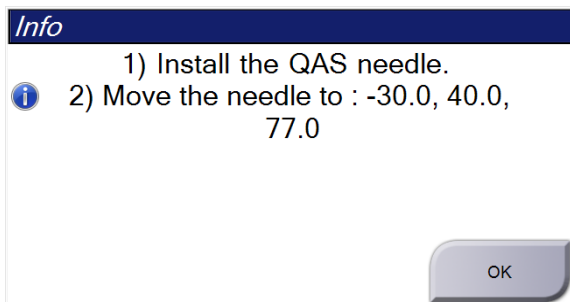 Info
1) Install the QAS needle.
2) Move the needle to : -30.0, 40.0,
77.0
OK